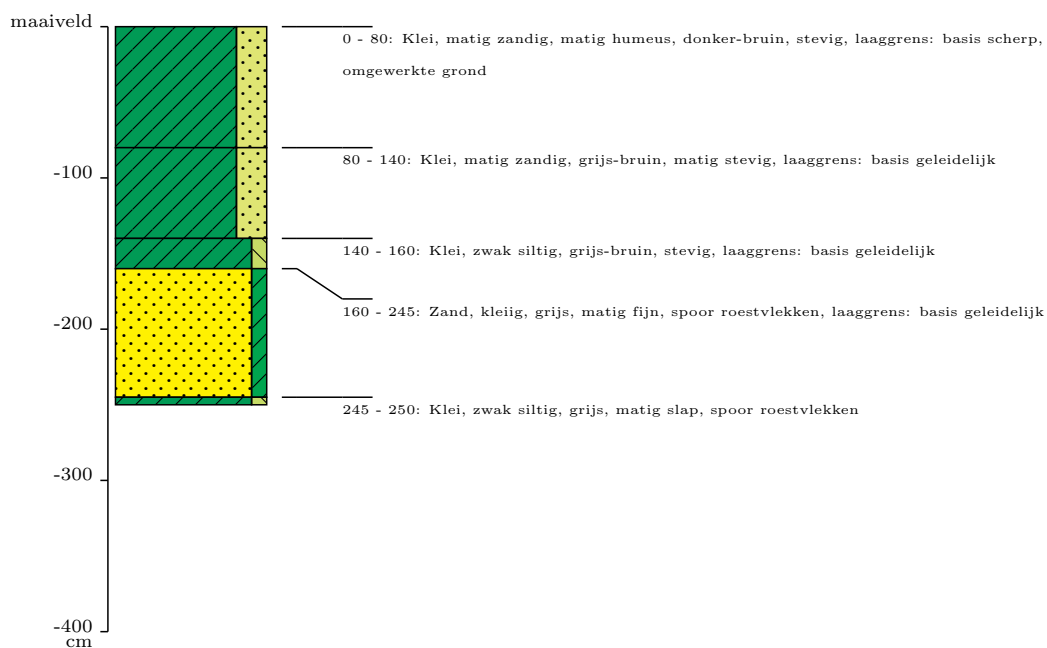 maaiveld
0 - 80: Klei, matig zandig, matig humeus, donker-bruin, stevig, laaggrens: basis scherp,
omgewerkte grond
80 - 140: Klei, matig zandig, grijs-bruin, matig stevig, laaggrens: basis geleidelijk
-100
140 - 160: Klei, zwak siltig, grijs-bruin, stevig, laaggrens: basis geleidelijk
160 - 245: Zand, kleiig, grijs, matig fijn, spoor roestvlekken, laaggrens: basis geleidelijk
-200
245 - 250: Klei, zwak siltig, grijs, matig slap, spoor roestvlekken
-300
-400
cm